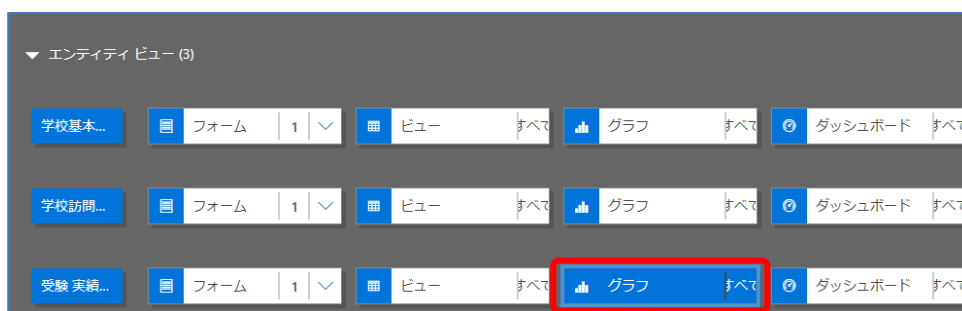 エンティティ ビュー (3)
学校基本... フォーム 1 ビュー すべて グラフ すべて ダッシュボード すべて
学校訪問... フォーム 1 ビュー すべて グラフ すべて ダッシュボード すべて
受験 実績... フォーム 1 ビュー すべて グラフ すべて ダッシュボード すべて